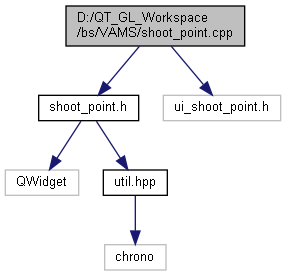 D:/QT_GL_Workspace
/bs/VAMS/shoot_point.cpp
shoot_point.h
ui_shoot_point.h
QWidget
util.hpp
chrono